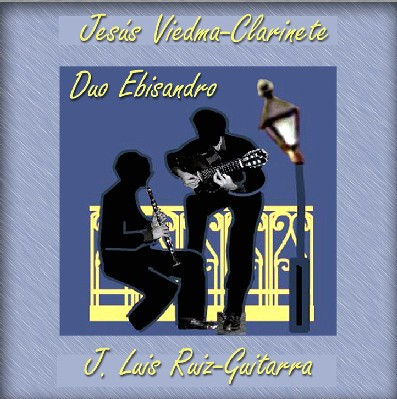 Jesús Viedma-Clarinete
Duo Ebisandro
J. Luis Ruiz-Guitarra